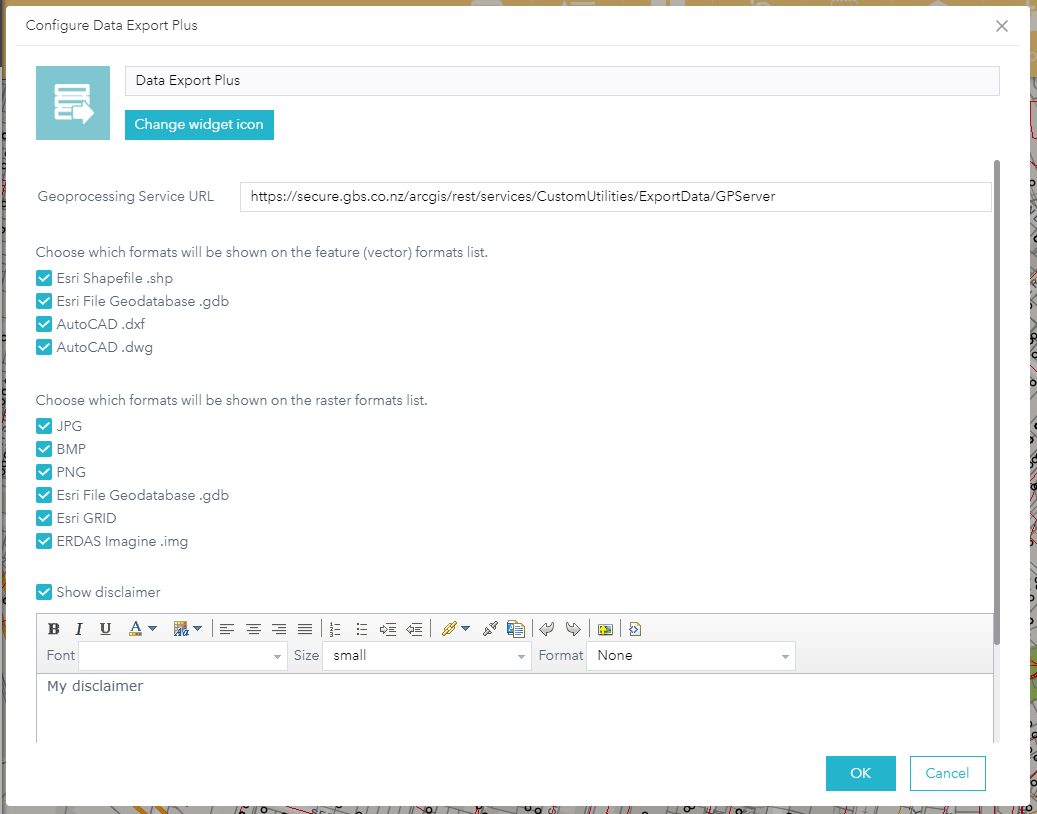 Configure Data Export Plus
Data Export Plus
Change widget icon
Geoprocessing Service URL https://secure.gbs.co.nz/arcgis/rest/services/CustomUtilities/ExportData/GPServer
Choose which formats will be shown on the feature (vector) formats list.
Esri Shapefile .shp
Esri File Geodatabase .gdb
AutoCAD .dxf
AutoCAD .dwg
Choose which formats will be shown on the raster formats list.
JPG
BMP
PNG
Esri File Geodatabase .gdb
Esri GRID
ERDAS Imagine .img
Show disclaimer
B I U A
Font Size small Format None
My disclaimer
OK Cancel